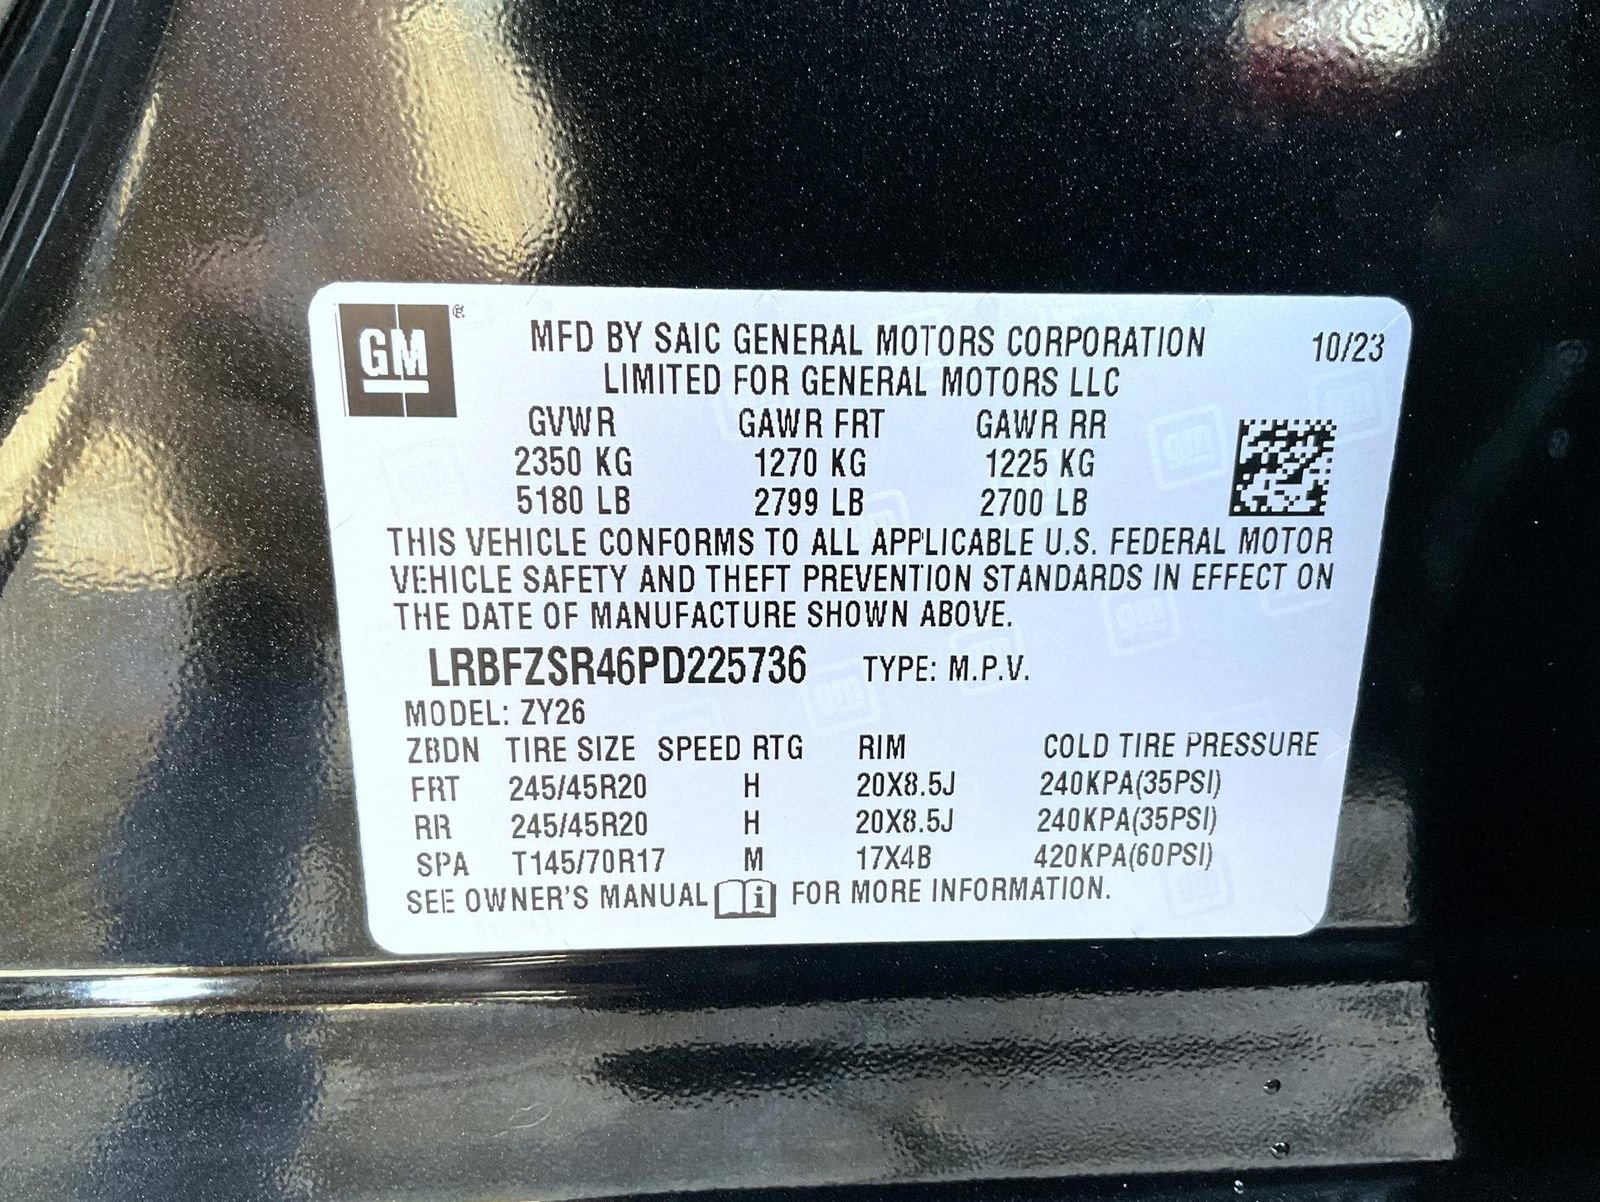 GM ®
MFD BY SAIC GENERAL MOTORS CORPORATION 10/23
LIMITED FOR GENERAL MOTORS LLC
GVWR GAWR FRT GAWR RR
2350 KG 1270 KG 1225 KG
5180 LB 2799 LB 2700 LB
THIS VEHICLE CONFORMS TO ALL APPLICABLE U.S. FEDERAL MOTOR
VEHICLE SAFETY AND THEFT PREVENTION STANDARDS IN EFFECT ON
THE DATE OF MANUFACTURE SHOWN ABOVE.
LRBFZSR46PD225736 TYPE: M.P.V.
MODEL: ZY26
ZBDN TIRE SIZE SPEED RTG RIM COLD TIRE PRESSURE
FRT 245/45R20 H 20X8.5J 240KPA(35PSI)
RR 245/45R20 H 20X8.5J 240KPA(35PSI)
SPA T145/70R17 M 17X4B 420KPA(60PSI)
SEE OWNER'S MANUAL FOR MORE INFORMATION.